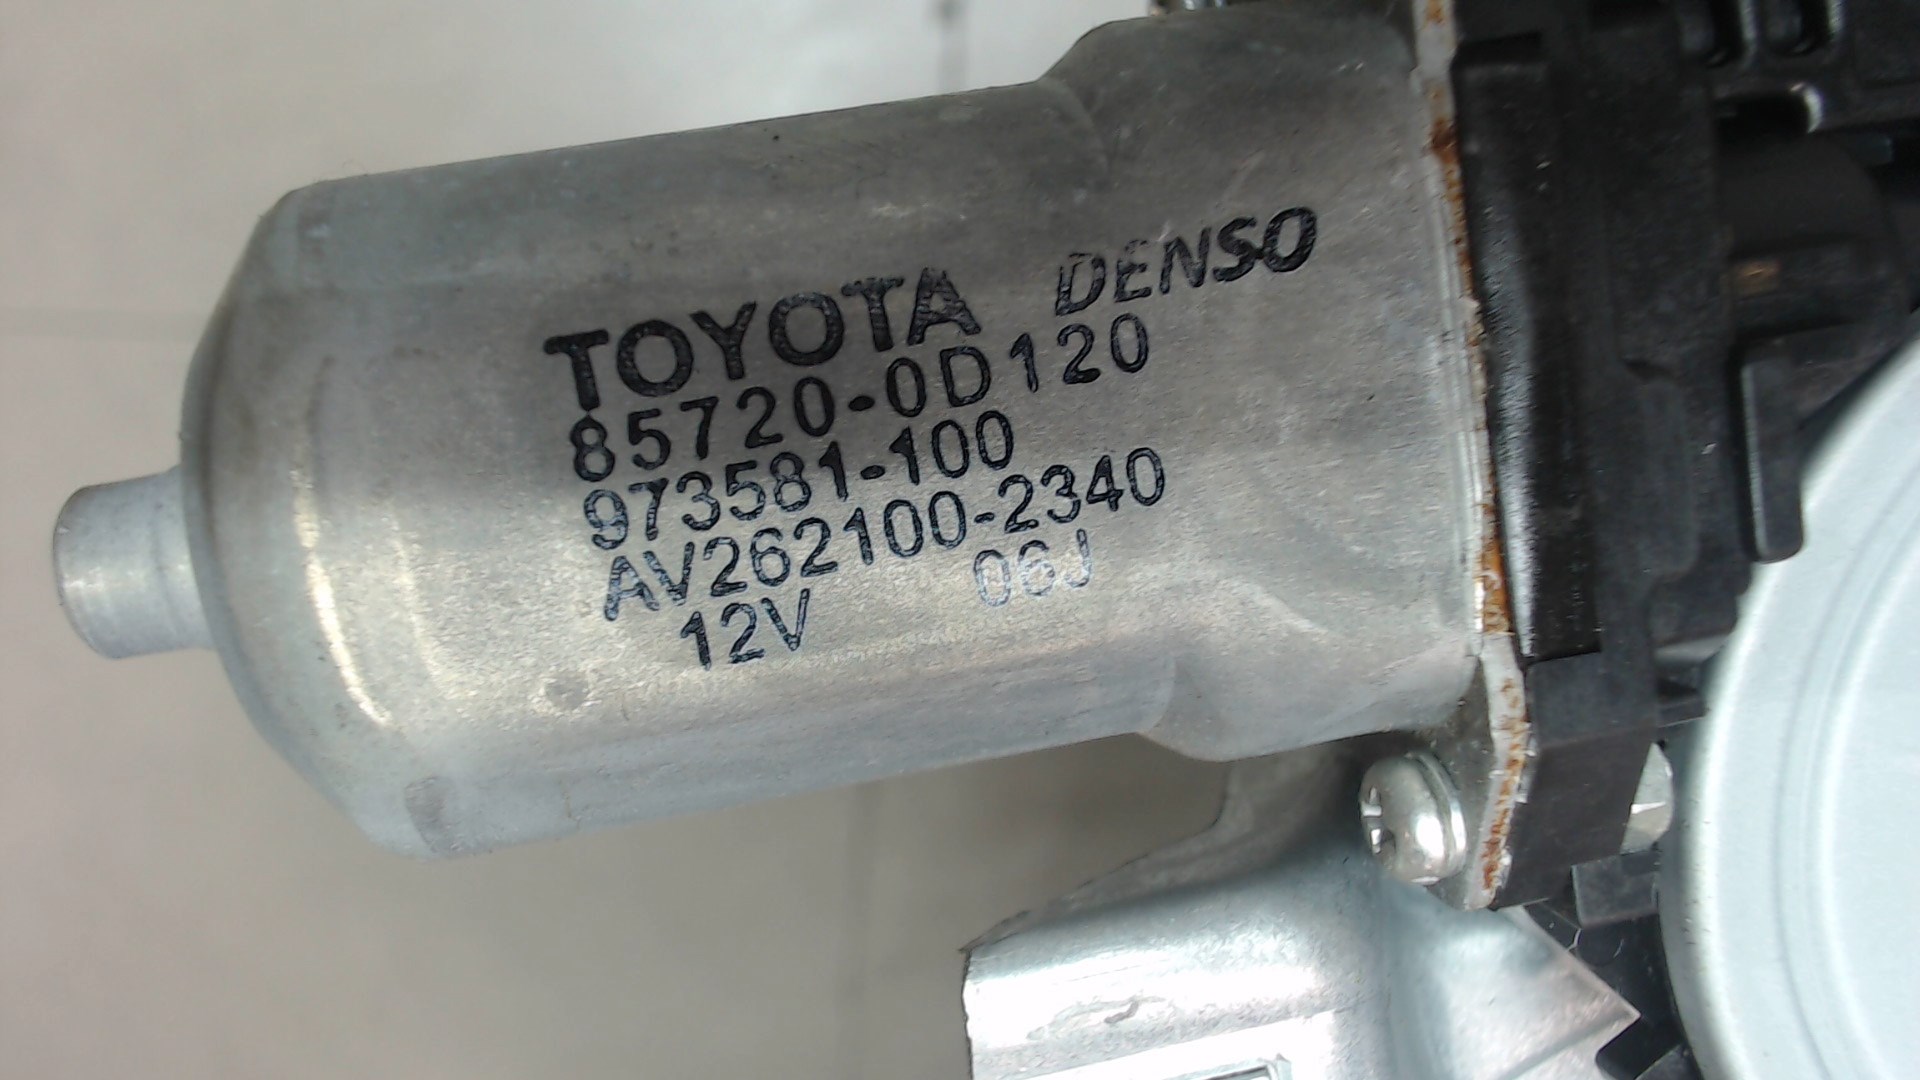 TOYOTA DENSO
85720-0D120
973581-100
AV262100-2340
12V 06J